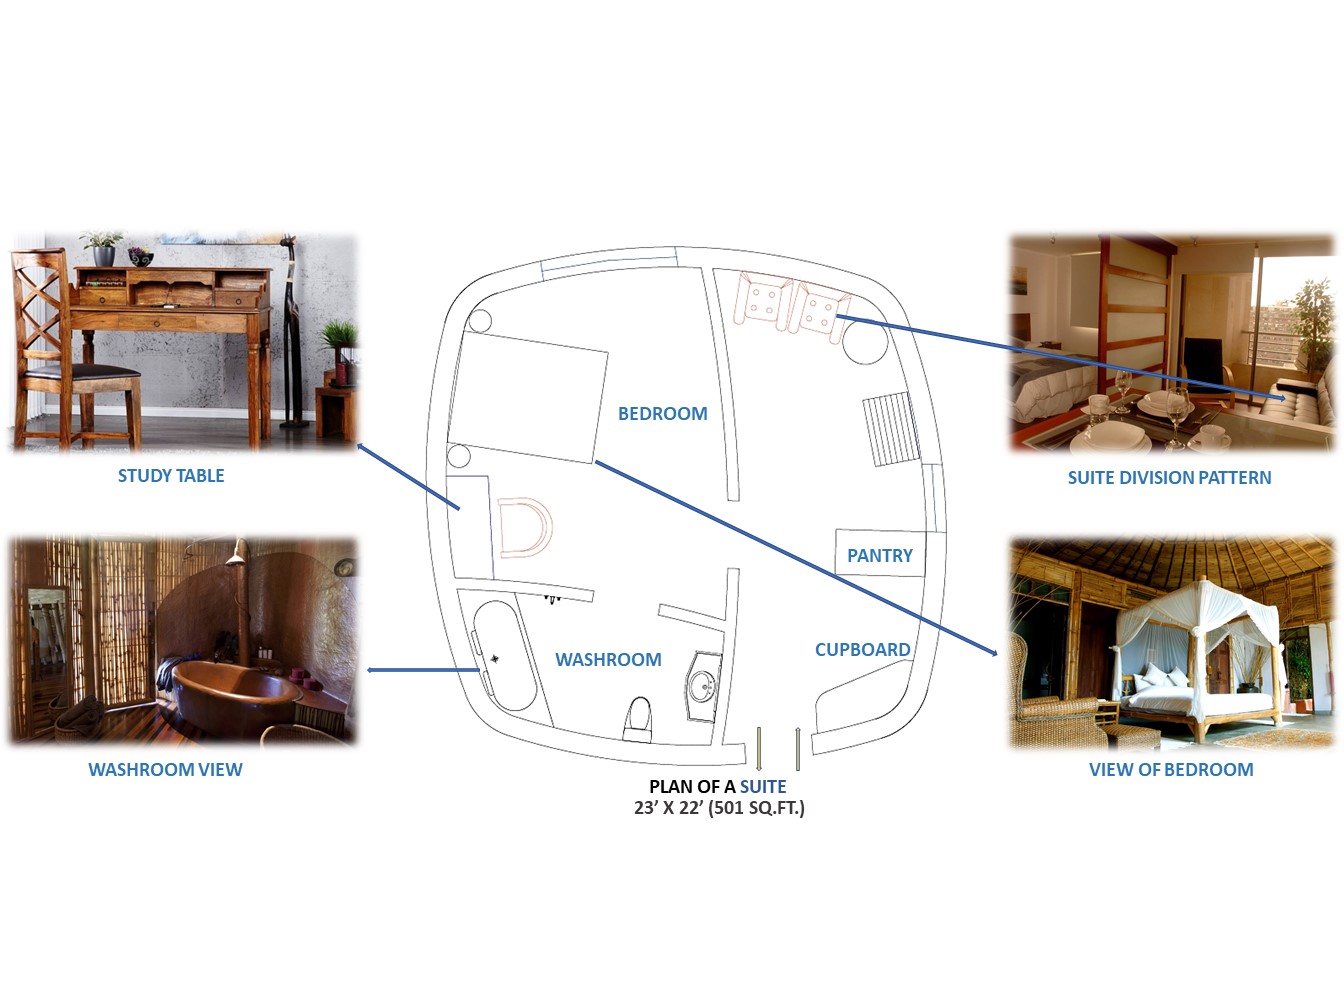 BEDROOM
STUDY TABLE
SUITE DIVISION PATTERN
PANTRY
CUPBOARD
WASHROOM
WASHROOM VIEW
VIEW OF BEDROOM
PLAN OF A SUITE
23’ X 22’ (501 SQ.FT.)